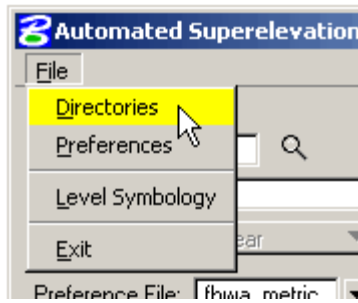 Automated Superelevation
File
Directories
Preferences
Level Symbology
Exit
Preference File: fhwa_metric